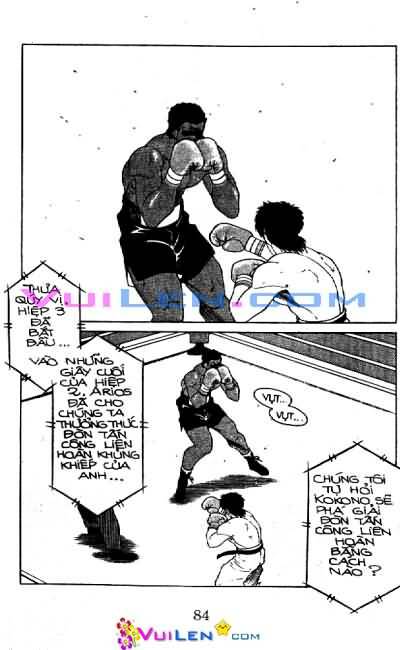 THƯA
QÚY VỊ
HIỆP 3
ĐÃ
BẮT
ĐẦU...
VUILEN.COM
VÀO NHỮNG
GIÂY CUỐI
CỦA HIỆP
2, ARIOS
ĐÃ CHO
CHÚNG TA
THƯỞNG THỨC
ĐÒN TẤN
CÔNG LIÊN
HOÀN KHỦNG
KHIẾP CỦA
ANH...
VỤT...
VỤT...
CHÚNG TÔI
TỰ HỎI
KOKONO, SẼ
PHÁ GIẢI
ĐÒN TẤN
CÔNG LIÊN
HOÀN
BẰNG
CÁCH
NÀO?
84
VUILEN.COM